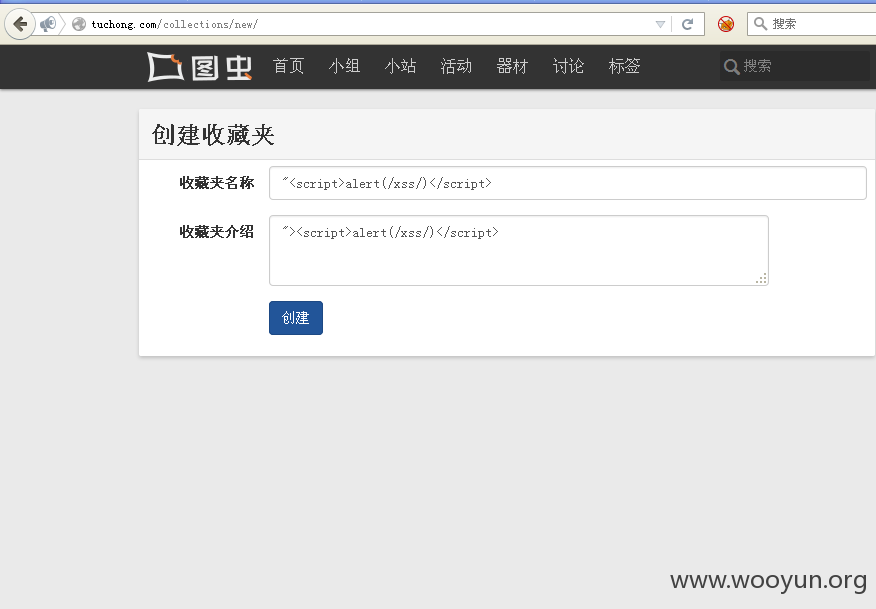 tuchong.com/collections/new/
搜索
图虫 首页 小组 小站 活动 器材 讨论 标签 搜索
创建收藏夹
收藏夹名称 "<script>alert(/xss/)</script>
收藏夹介绍 "><script>alert(/xss/)</script>
创建
www.wooyun.org